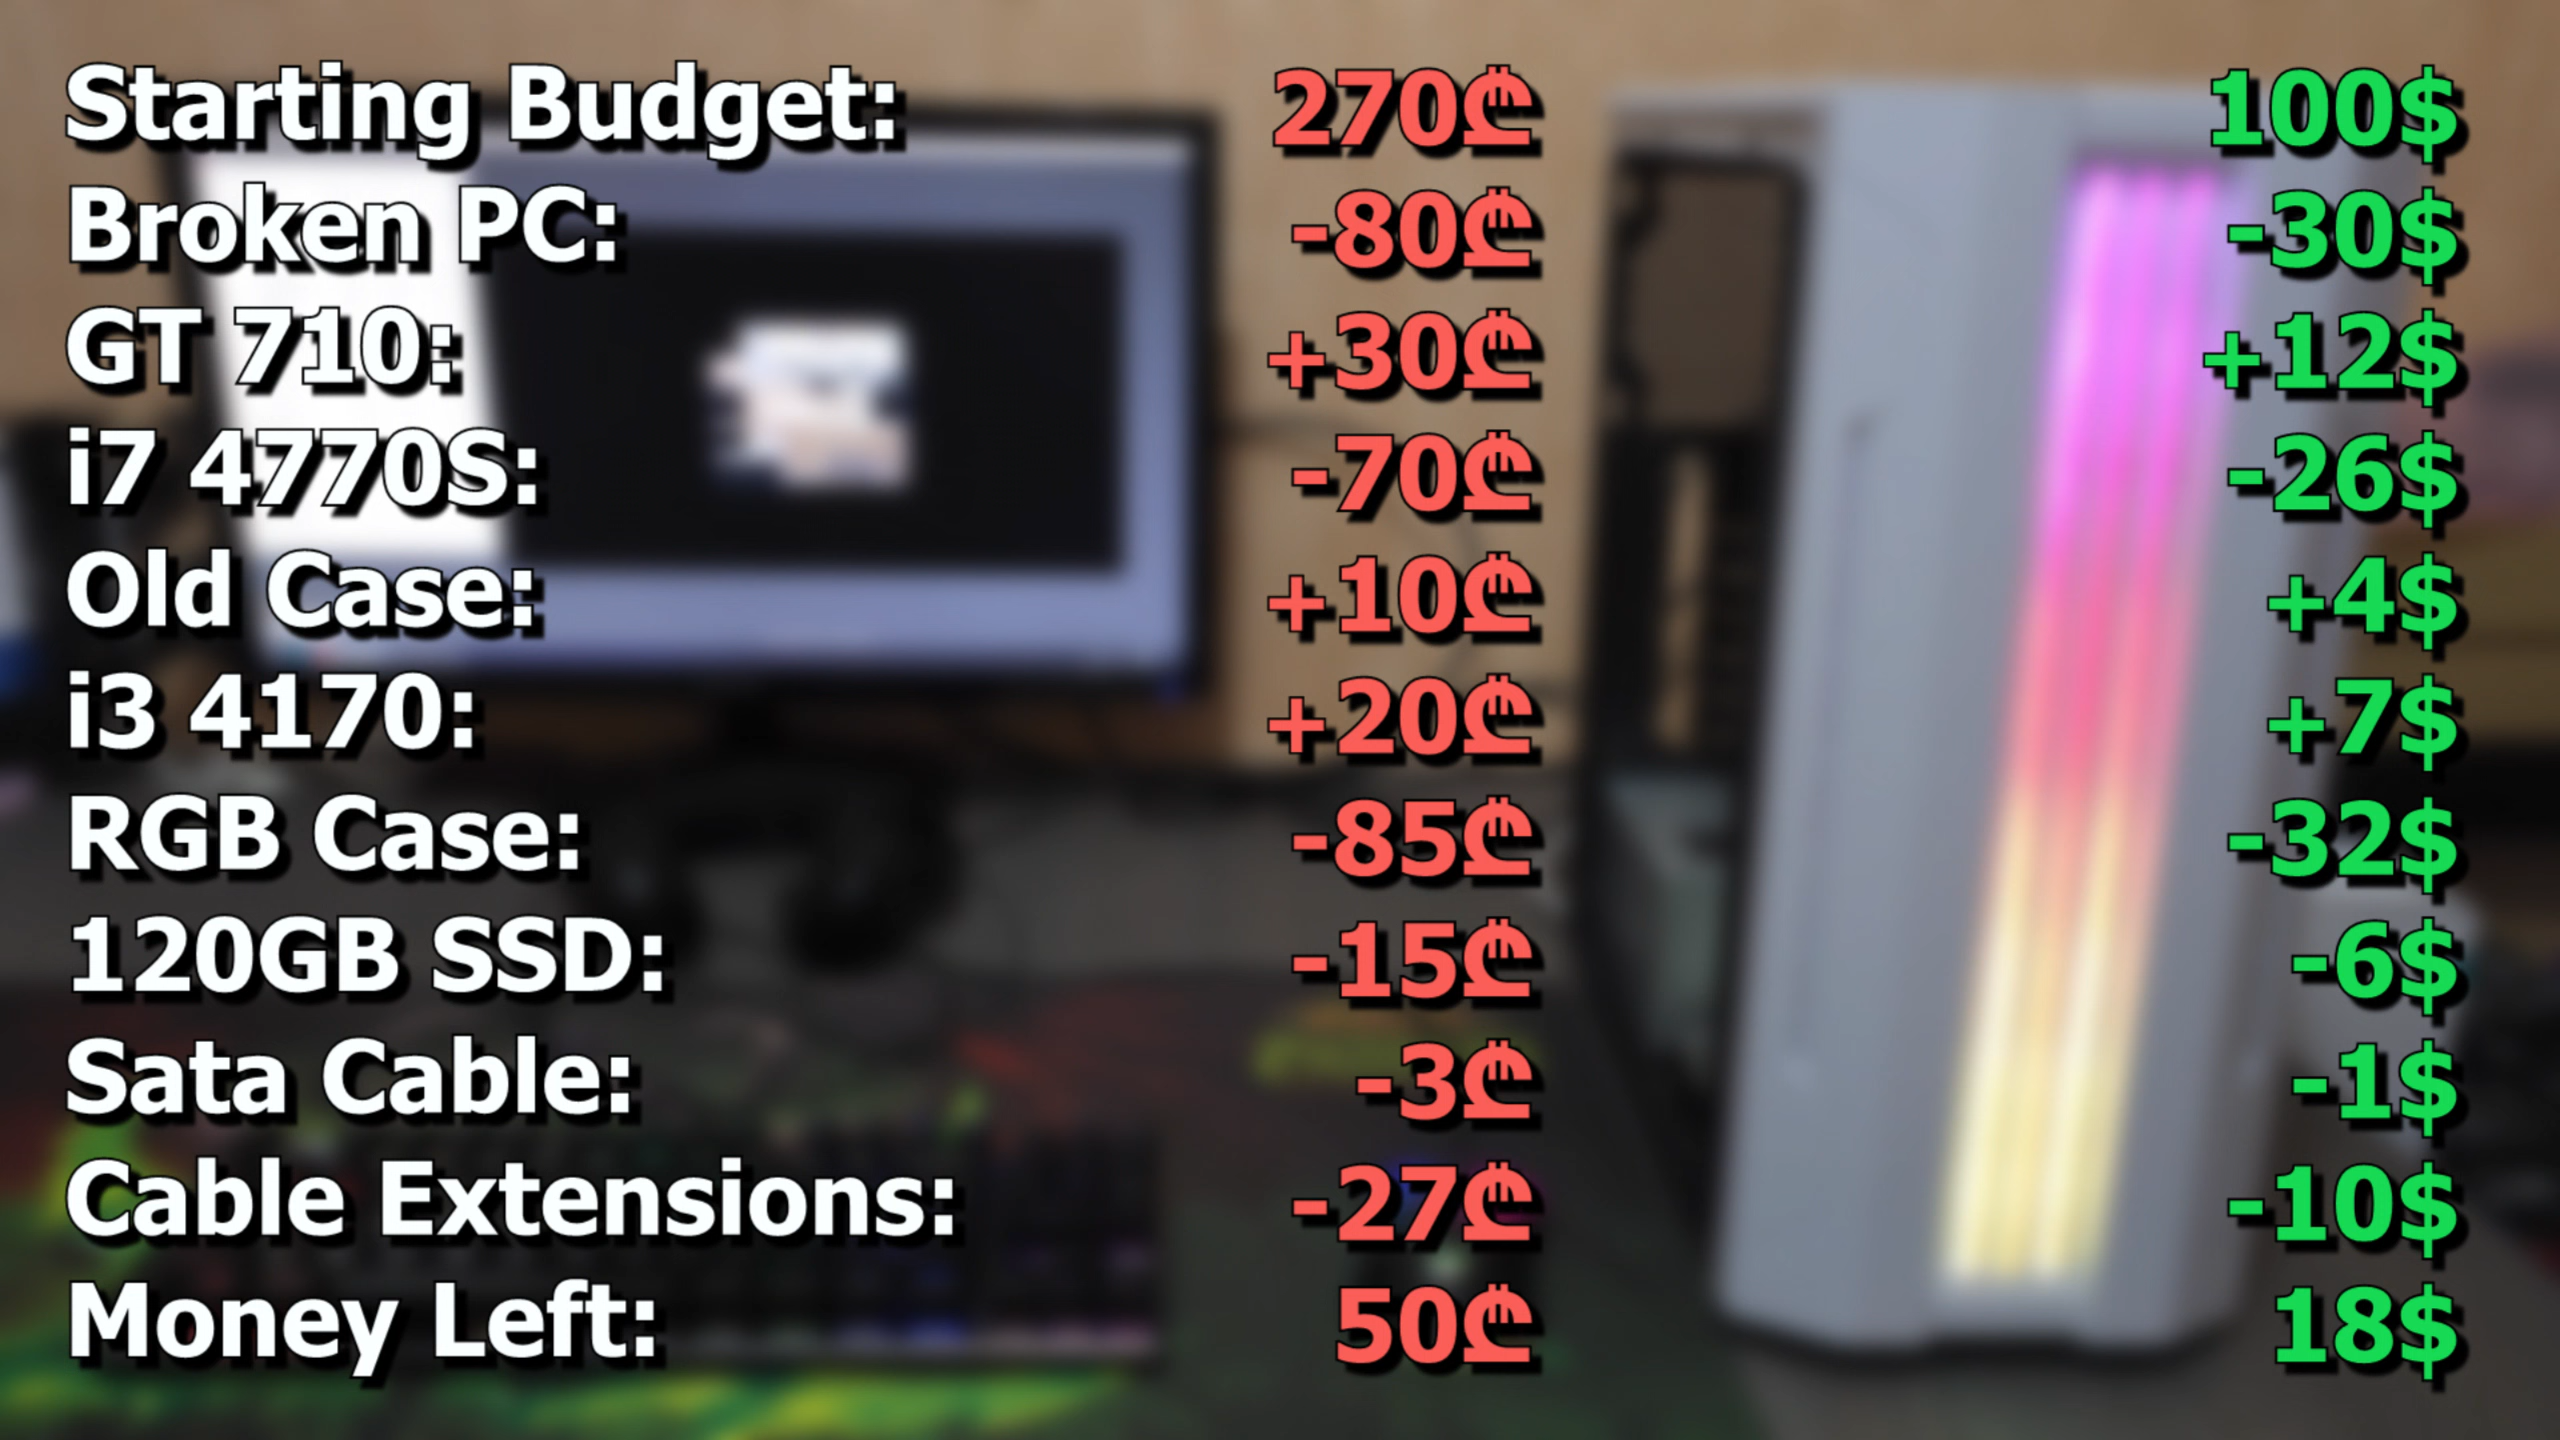 Starting Budget: 270₾ 100$
Broken PC: -80₾ -30$
GT 710: +30₾ +12$
i7 4770S: -70₾ -26$
Old Case: +10₾ +4$
i3 4170: +20₾ +7$
RGB Case: -85₾ -32$
120GB SSD: -15₾ -6$
Sata Cable: -3₾ -1$
Cable Extensions: -27₾ -10$
Money Left: 50₾ 18$